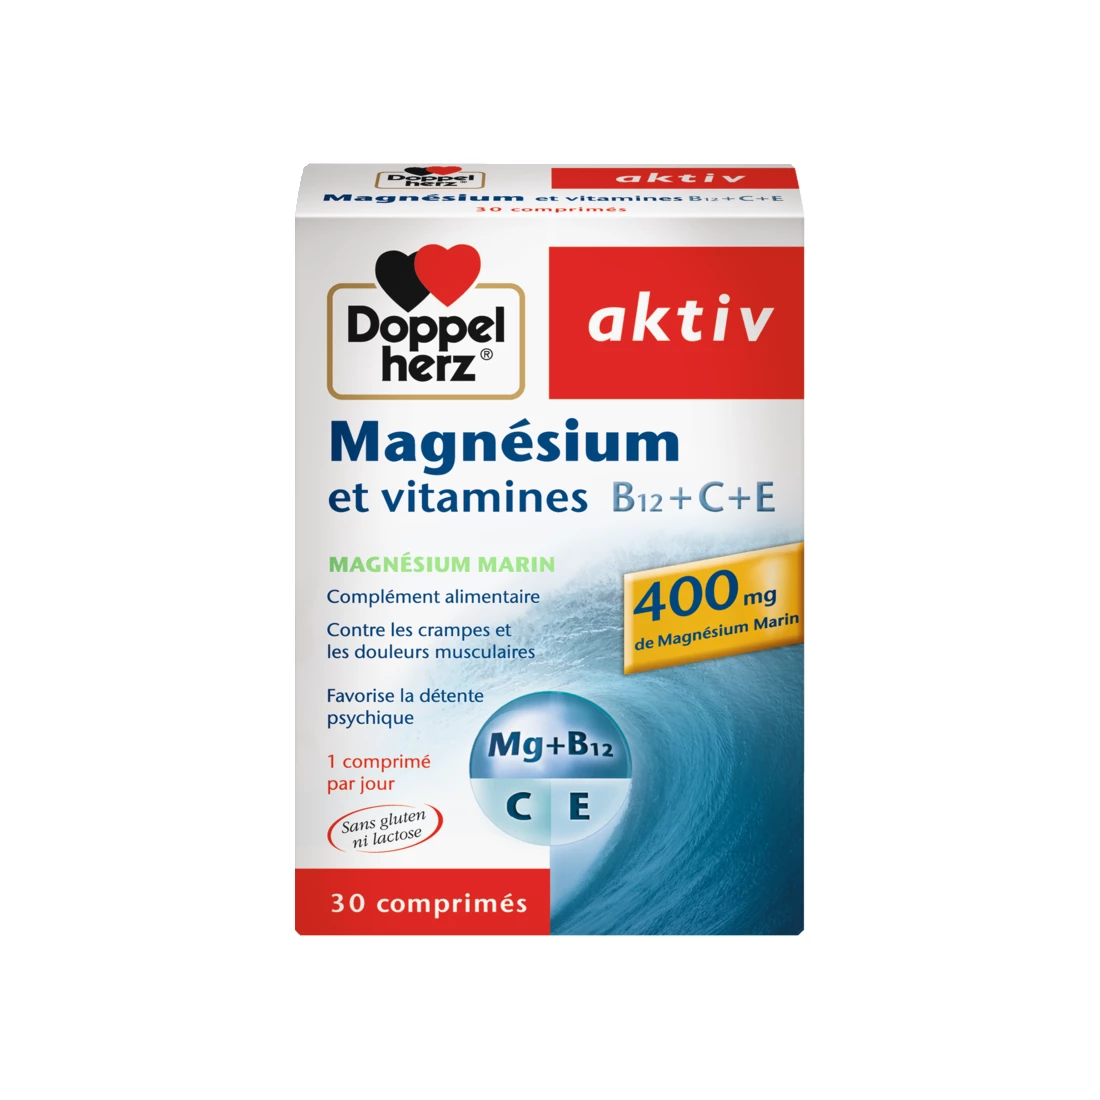 Doppel
herz®
aktiv
Magnésium et vitamines B12+C+E
30 comprimés
Doppel
herz®
aktiv
Magnésium
et vitamines B12+C+E
MAGNÉSIUM MARIN
Complément alimentaire
Contre les crampes et
les douleurs musculaires
400 mg
de Magnésium Marin
Favorise la détente
psychique
Mg+B12
C E
1 comprimé
par jour
Sans gluten
ni lactose
30 comprimés